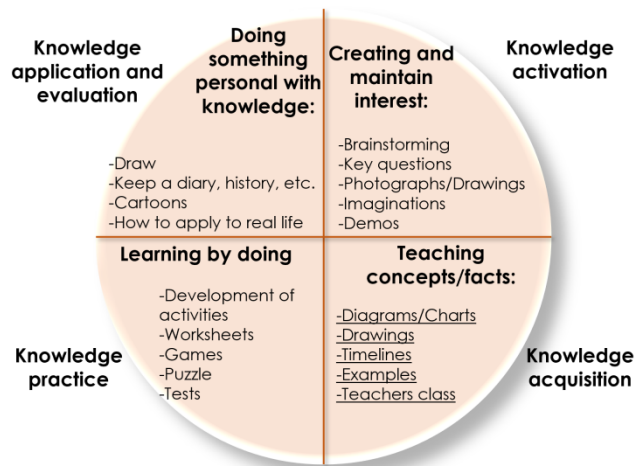 Knowledge
application and
evaluation
Doing
something
personal with
knowledge:
-Draw
-Keep a diary, history, etc.
-Cartoons
-How to apply to real life
Creating and
maintain
interest:
-Brainstorming
-Key questions
-Photographs/Drawings
-Imaginations
-Demos
Knowledge
activation
Learning by doing
-Development of
activities
-Worksheets
-Games
-Puzzle
-Tests
Knowledge
practice
Teaching
concepts/facts:
-Diagrams/Charts
-Drawings
-Timelines
-Examples
-Teachers class
Knowledge
acquisition